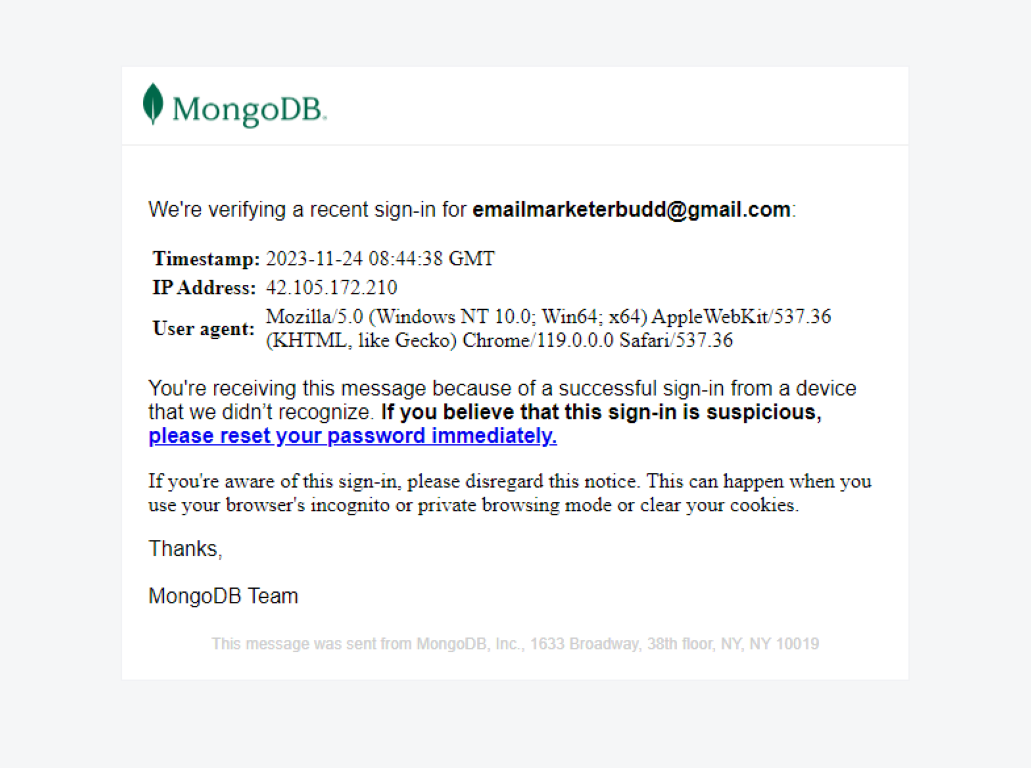 MongoDB.
We're verifying a recent sign-in for emailmarketerbudd@gmail.com:
Timestamp: 2023-11-24 08:44:38 GMT
IP Address: 42.105.172.210
User agent: Mozilla/5.0 (Windows NT 10.0; Win64; x64) AppleWebKit/537.36
(KHTML, like Gecko) Chrome/119.0.0.0 Safari/537.36
You're receiving this message because of a successful sign-in from a device
that we didn’t recognize. If you believe that this sign-in is suspicious,
please reset your password immediately.
If you're aware of this sign-in, please disregard this notice. This can happen when you
use your browser's incognito or private browsing mode or clear your cookies.
Thanks,
MongoDB Team
This message was sent from MongoDB, Inc., 1633 Broadway, 38th floor, NY, NY 10019